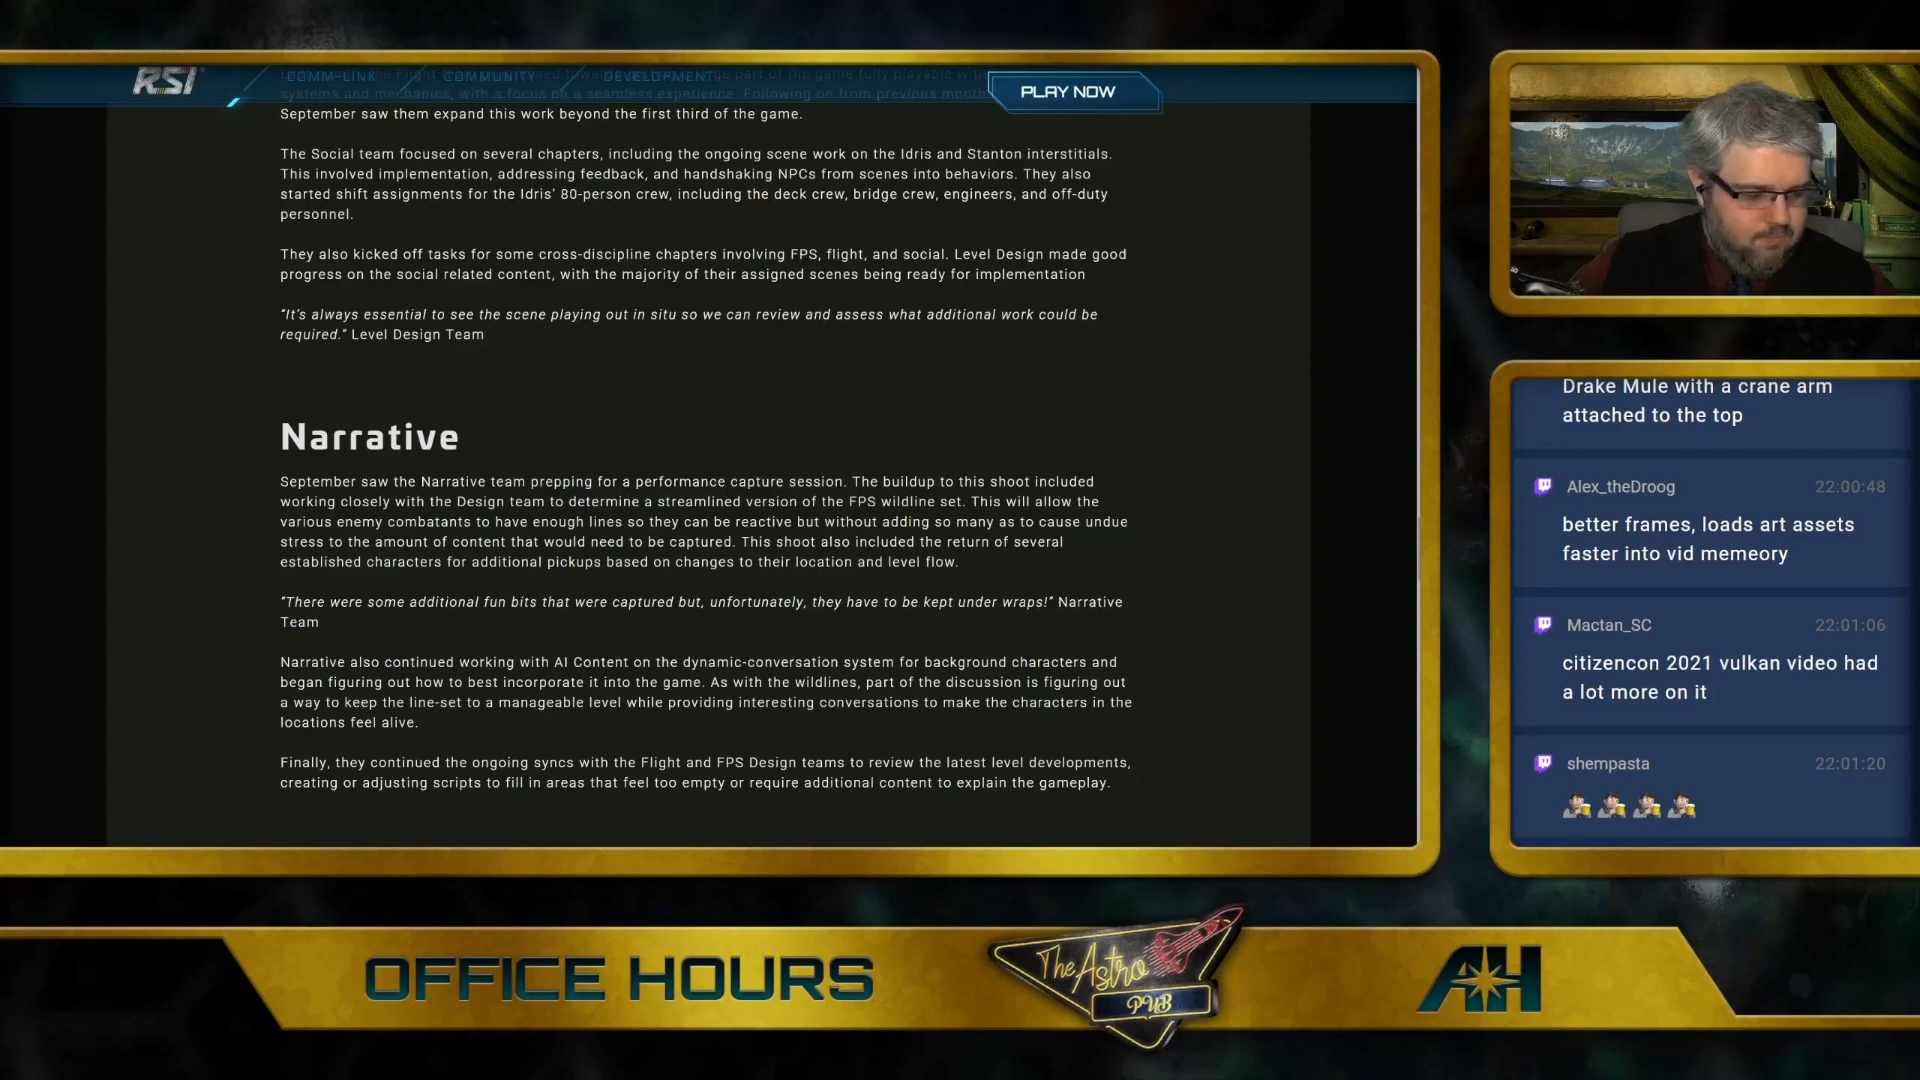 RSI
COMM-LINK
COMMUNITY
DEVELOPMENT
PLAY NOW
systems and mechanics, with a focus on a seamless experience. Following on from previous month
September saw them expand this work beyond the first third of the game.
The Social team focused on several chapters, including the ongoing scene work on the Idris and Stanton interstitials.
This involved implementation, addressing feedback, and handshaking NPCs from scenes into behaviors. They also
started shift assignments for the Idris' 80-person crew, including the deck crew, bridge crew, engineers, and off-duty
personnel.
They also kicked off tasks for some cross-discipline chapters involving FPS, flight, and social. Level Design made good
progress on the social related content, with the majority of their assigned scenes being ready for implementation
"It's always essential to see the scene playing out in situ so we can review and assess what additional work could be
required." Level Design Team
Narrative
September saw the Narrative team prepping for a performance capture session. The buildup to this shoot included
working closely with the Design team to determine a streamlined version of the FPS wildline set. This will allow the
various enemy combatants to have enough lines so they can be reactive but without adding so many as to cause undue
stress to the amount of content that would need to be captured. This shoot also included the return of several
established characters for additional pickups based on changes to their location and level flow.
"There were some additional fun bits that were captured but, unfortunately, they have to be kept under wraps!" Narrative
Team
Narrative also continued working with AI Content on the dynamic-conversation system for background characters and
began figuring out how to best incorporate it into the game. As with the wildlines, part of the discussion is figuring out
a way to keep the line-set to a manageable level while providing interesting conversations to make the characters in the
locations feel alive.
Finally, they continued the ongoing syncs with the Flight and FPS Design teams to review the latest level developments,
creating or adjusting scripts to fill in areas that feel too empty or require additional content to explain the gameplay.
Drake Mule with a crane arm
attached to the top
Alex_theDroog 22:00:48
better frames, loads art assets
faster into vid memeory
Mactan_SC 22:01:06
citizencon 2021 vulkan video had
a lot more on it
shempasta 22:01:20
OFFICE HOURS
The Astro
PUB
AH